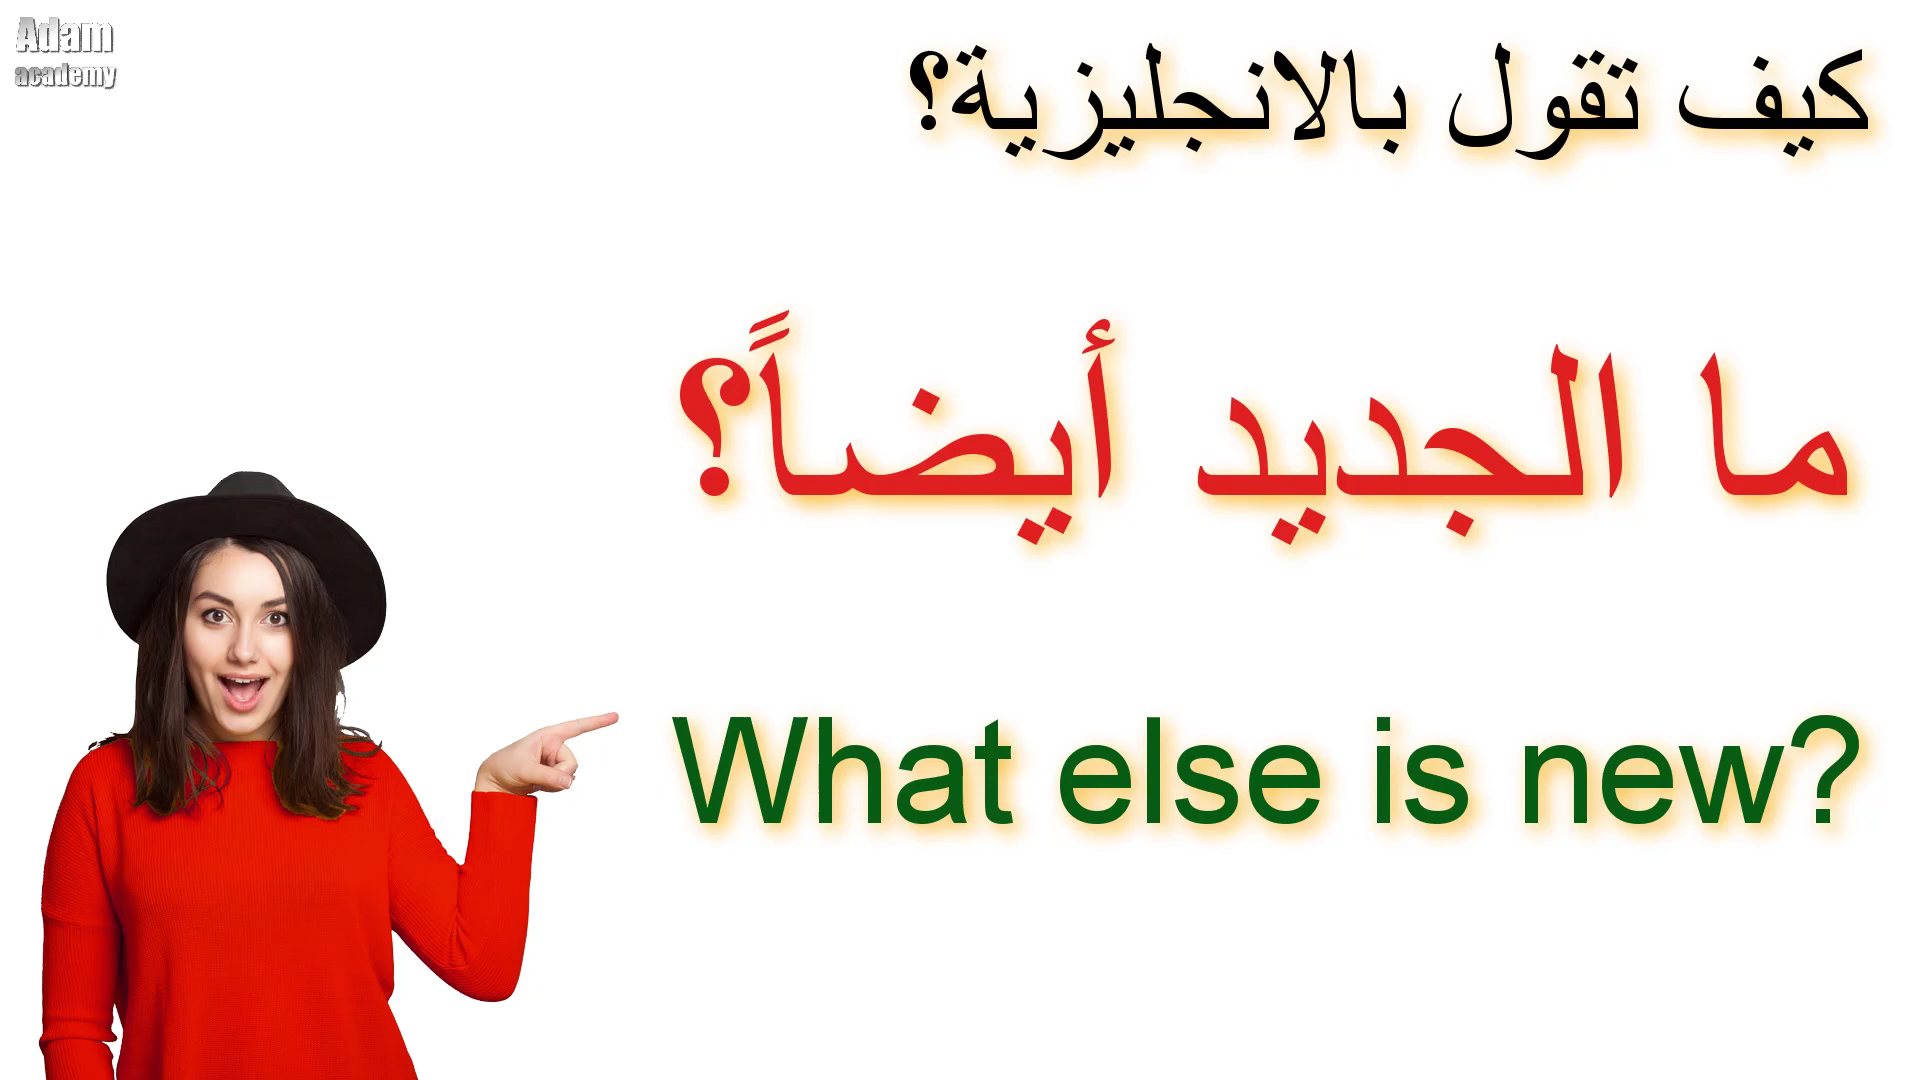 Adam
academy
كيف تقول بالانجليزية؟
ما الجديد أيضاً؟
What else is new?